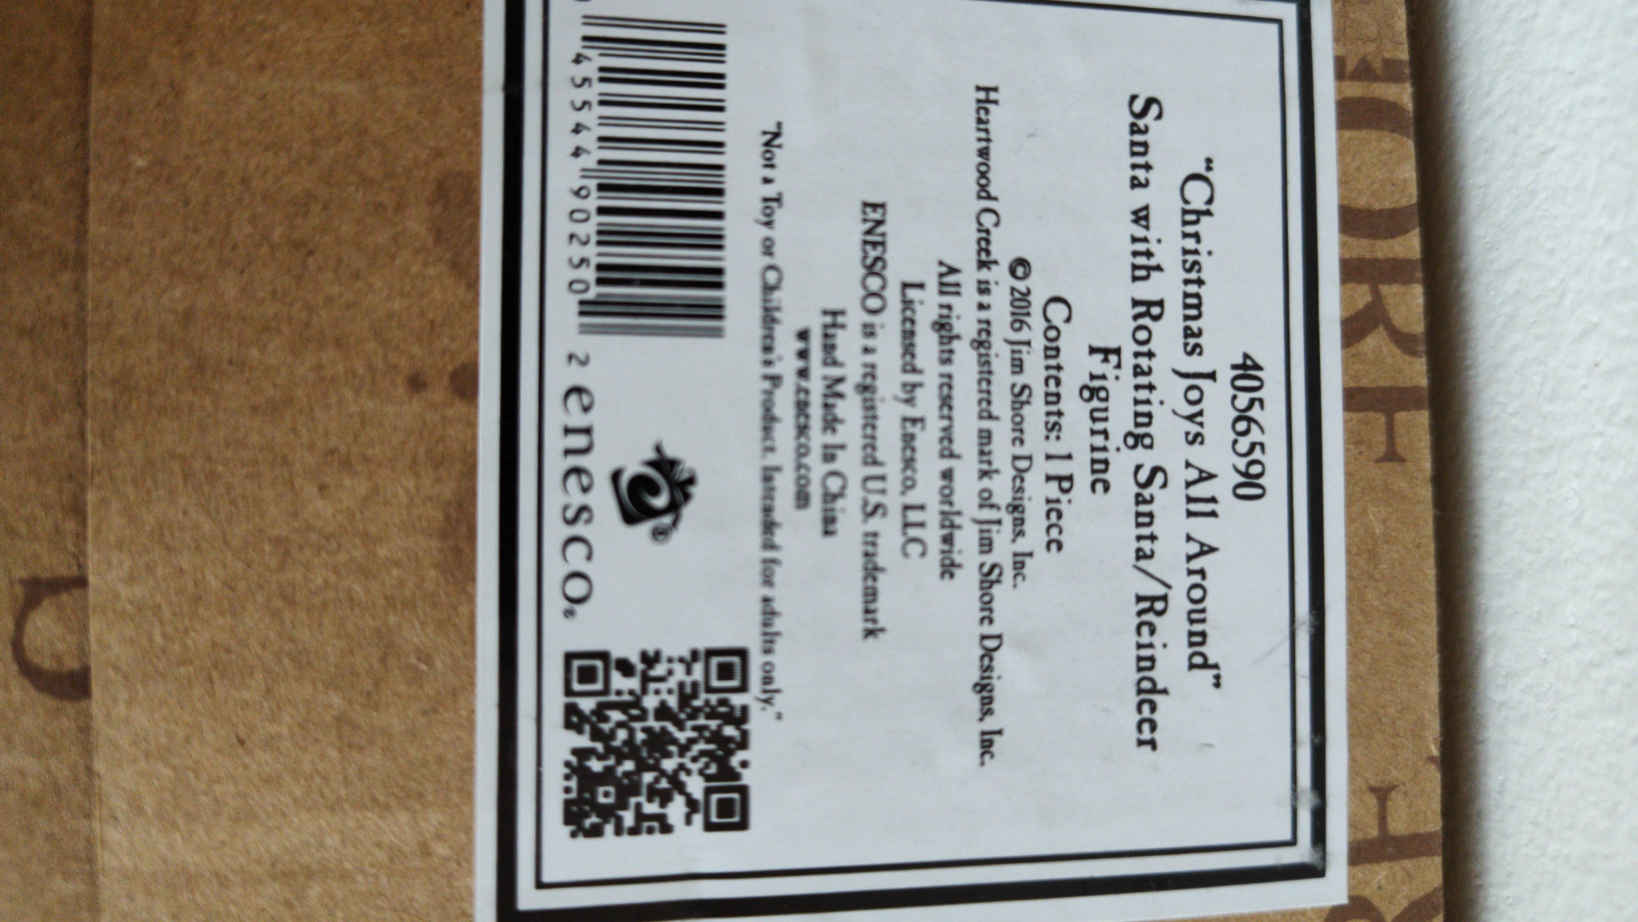 4056590
“Christmas Joys All Around”
Santa with Rotating Santa/Reindeer
Figurine
Contents: 1 Piece
© 2016 Jim Shore Designs, Inc.
Heartwood Creek is a registered mark of Jim Shore Designs, Inc.
All rights reserved worldwide
Licensed by Enesco, LLC
ENESCO is a registered U.S. trademark
Hand Made In China
www.enesco.com
"Not a Toy or Children's Product. Intended for adults only."
45544 90250 2
enesco®